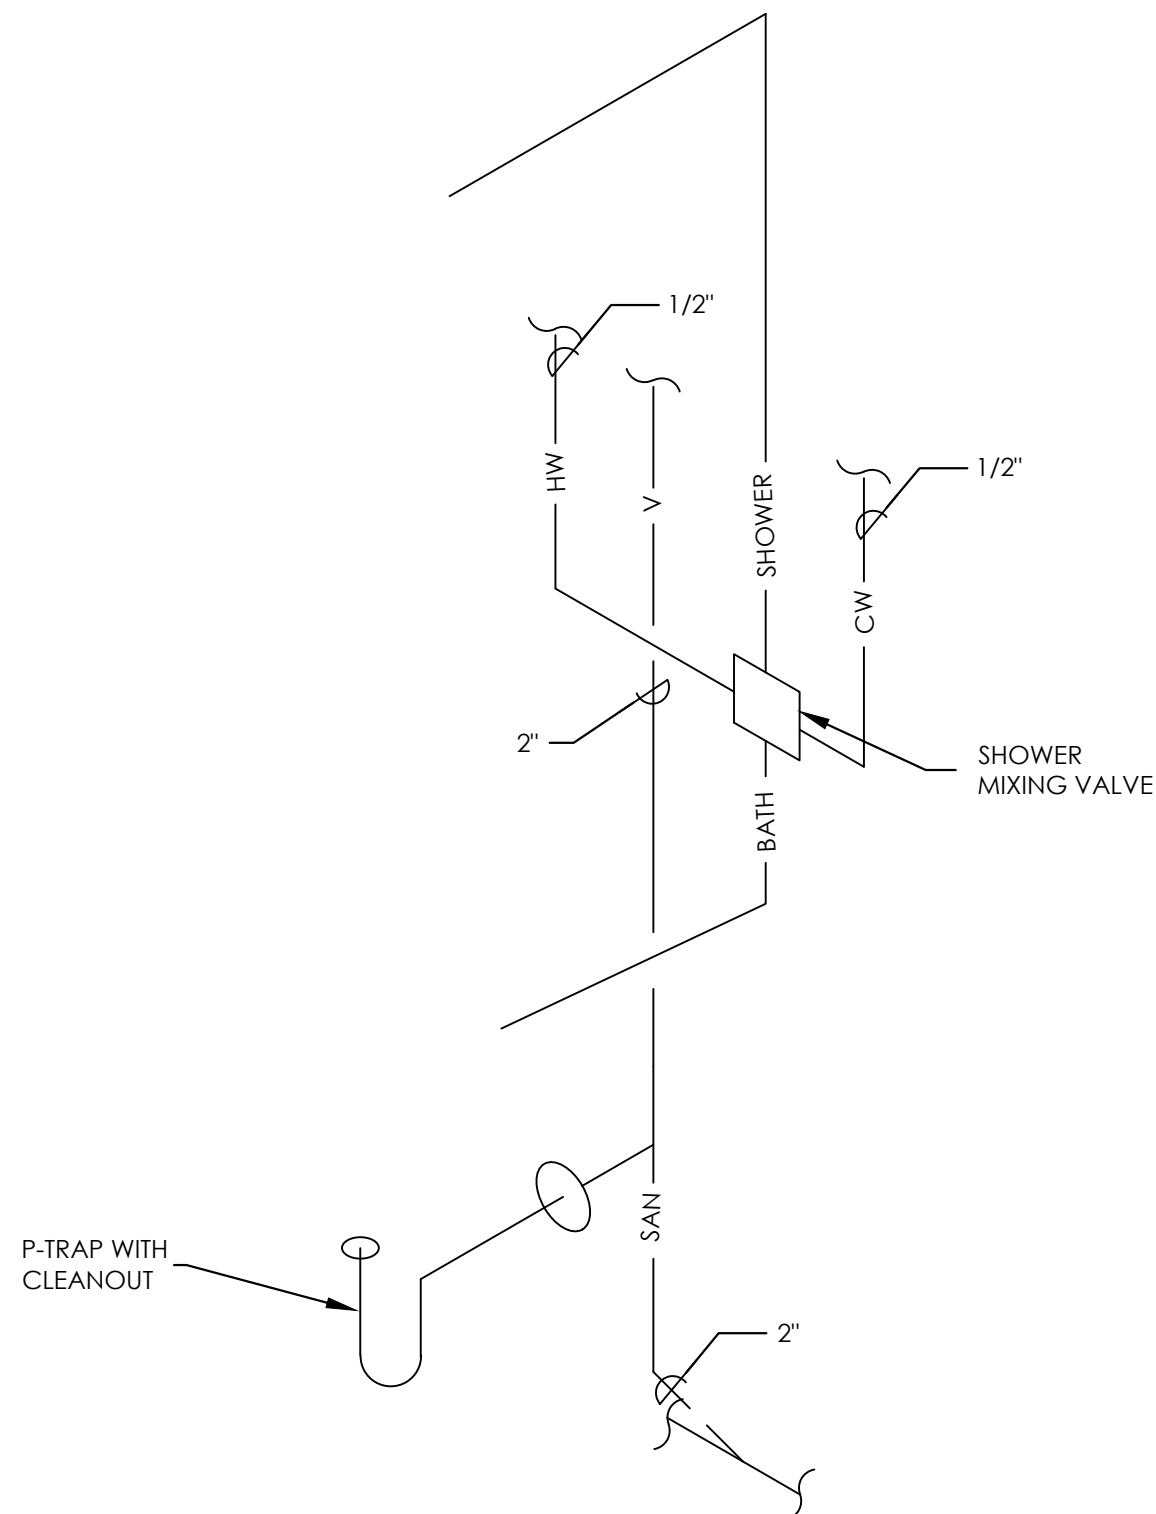 1/2"
HW
V
SHOWER
1/2"
CW
2"
SHOWER
MIXING VALVE
BATH
SAN
P-TRAP WITH
CLEANOUT
2"